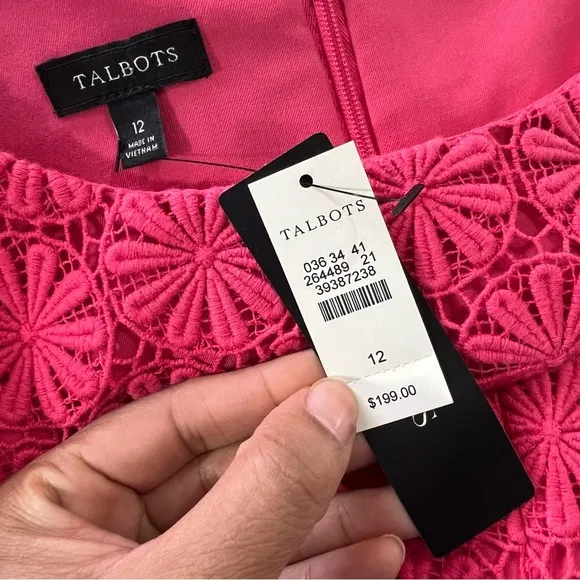 TALBOTS
12
MADE IN
VIETNAM
TALBOTS
036 34 41
264489 21
39387238
12
$199.00